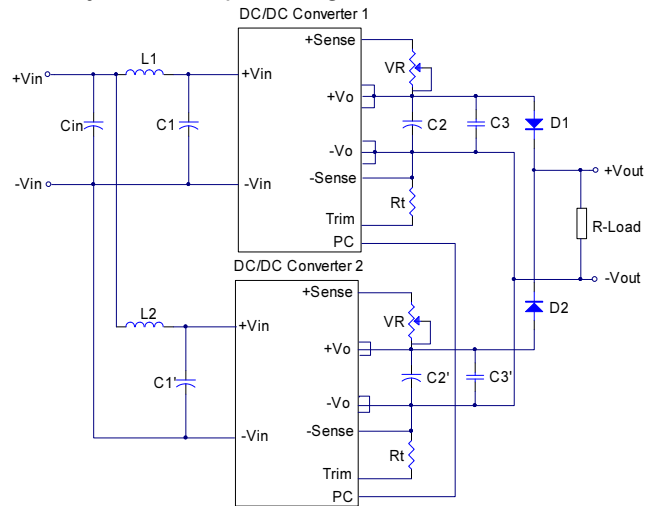 DC/DC Converter 1
+Sense
L1
VR
+Vin
+Vin
+Vo
Cin
C1
C2
C3
D1
-Vo
+Vout
-Vin
-Vin
-Sense
Rt
R-Load
Trim
PC
DC/DC Converter 2
-Vout
+Sense
D2
L2
VR
+Vin
+Vo
C1'
C2'
C3'
-Vo
-Vin
-Sense
Rt
Trim
PC